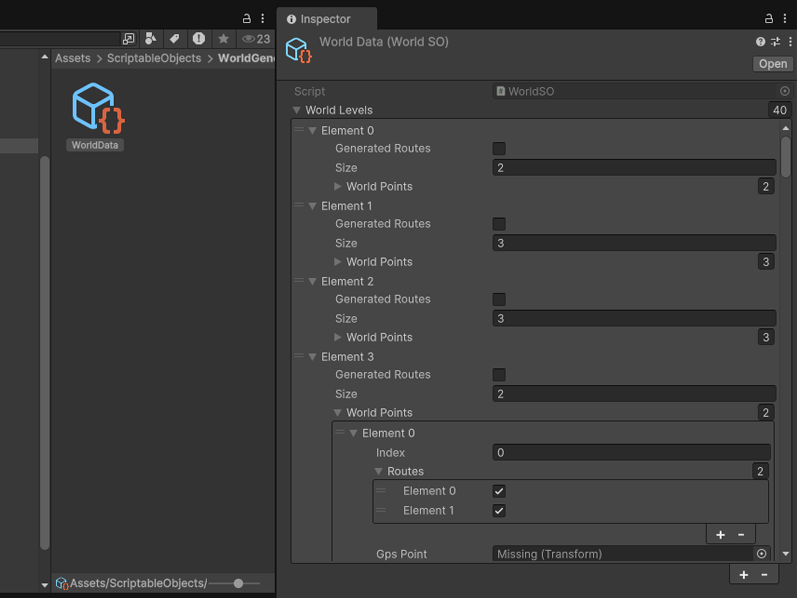 Inspector
23
Assets > ScriptableObjects > WorldGen
World Data (World SO)
Open
Script WorldSO
World Levels 40
Element 0
Generated Routes
Size 2
World Points 2
Element 1
Generated Routes
Size 3
World Points 3
Element 2
Generated Routes
Size 3
World Points 3
Element 3
Generated Routes
Size 2
World Points 2
Element 0
Index 0
Routes 2
Element 0
Element 1
+ -
Gps Point Missing (Transform)
+ -
WorldData
Assets/ScriptableObjects/